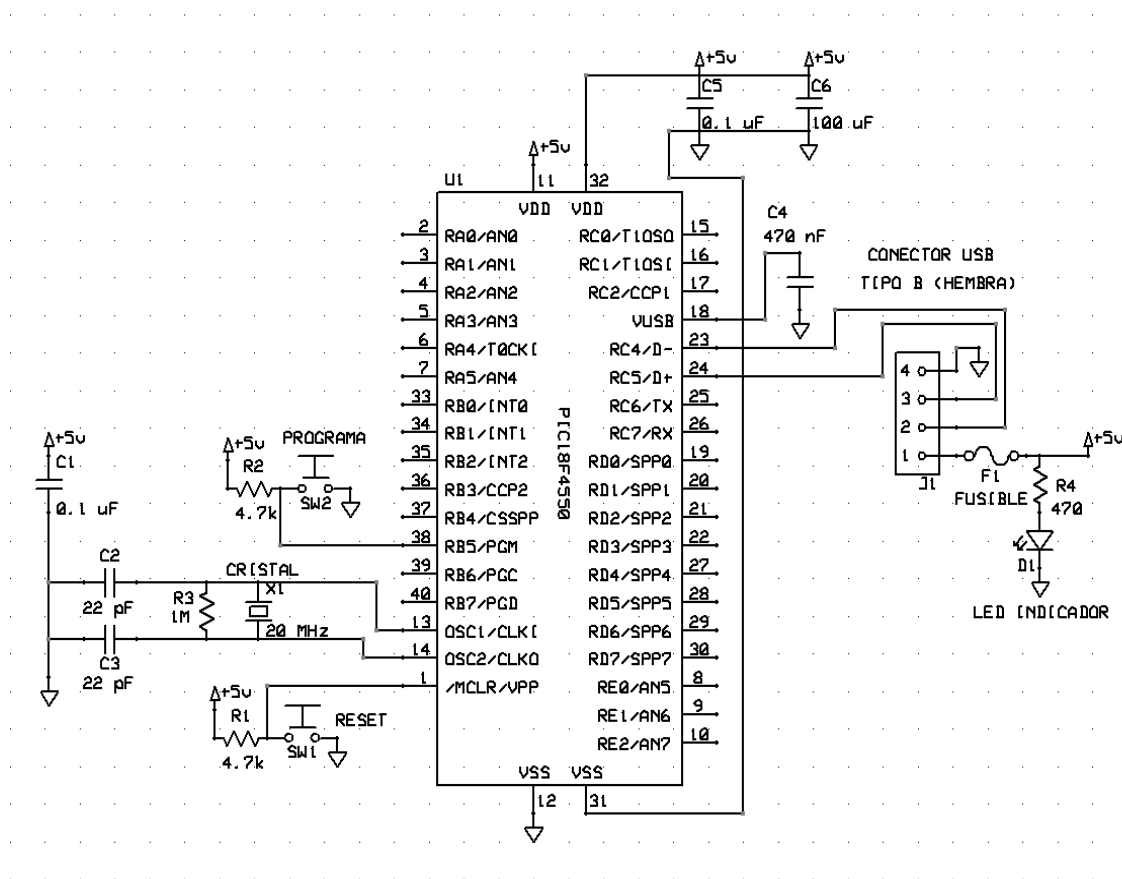 +5v
+5v
C5
C6
0.1 uF
100 uF
+5v
U1
11
32
VDD
VDD
2
RA0/AN0
3
RA1/AN1
4
RA2/AN2
5
RA3/AN3
6
RA4/T0CKI
7
RA5/AN4
33
RB0/INT0
34
RB1/INT1
35
RB2/INT2
36
RB3/CCP2
37
RB4/CSSPP
38
RB5/PGM
39
RB6/PGC
40
RB7/PGD
13
OSC1/CLKI
14
OSC2/CLKO
1
/MCLR/VPP
PIC18F4550
RC0/T1OSO
15
RC1/T1OSI
16
RC2/CCP1
17
VUSB
18
RC4/D-
23
RC5/D+
24
RC6/TX
25
RC7/RX
26
RD0/SPP0
19
RD1/SPP1
20
RD2/SPP2
21
RD3/SPP3
22
RD4/SPP4
27
RD5/SPP5
28
RD6/SPP6
29
RD7/SPP7
30
RE0/AN5
8
RE1/AN6
9
RE2/AN7
10
VSS
VSS
12
31
C4
470 nF
CONECTOR USB
TIPO B (HEMBRA)
4
3
2
1
J1
F1
FUSIBLE
+5v
R4
470
D1
LED INDICADOR
+5v
C1
0.1 uF
+5v
PROGRAMA
R2
4.7k
SW2
C2
22 pF
C3
22 pF
R3
1M
CRISTAL
X1
20 MHz
+5v
R1
4.7k
RESET
SW1